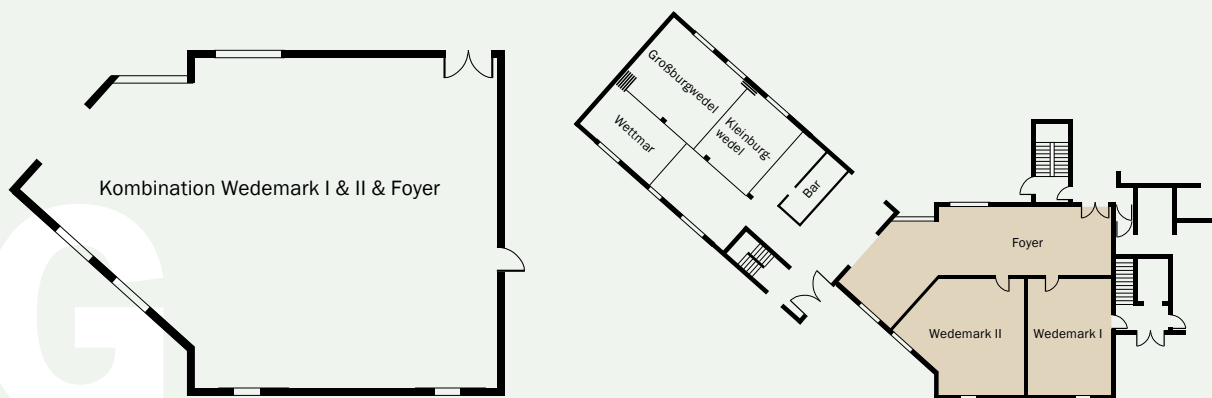 Kombination Wedemark I & II & Foyer
G
Großburgwedel
Wettmar
Kleinburg-
wedel
Bar
Foyer
Wedemark II
Wedemark I